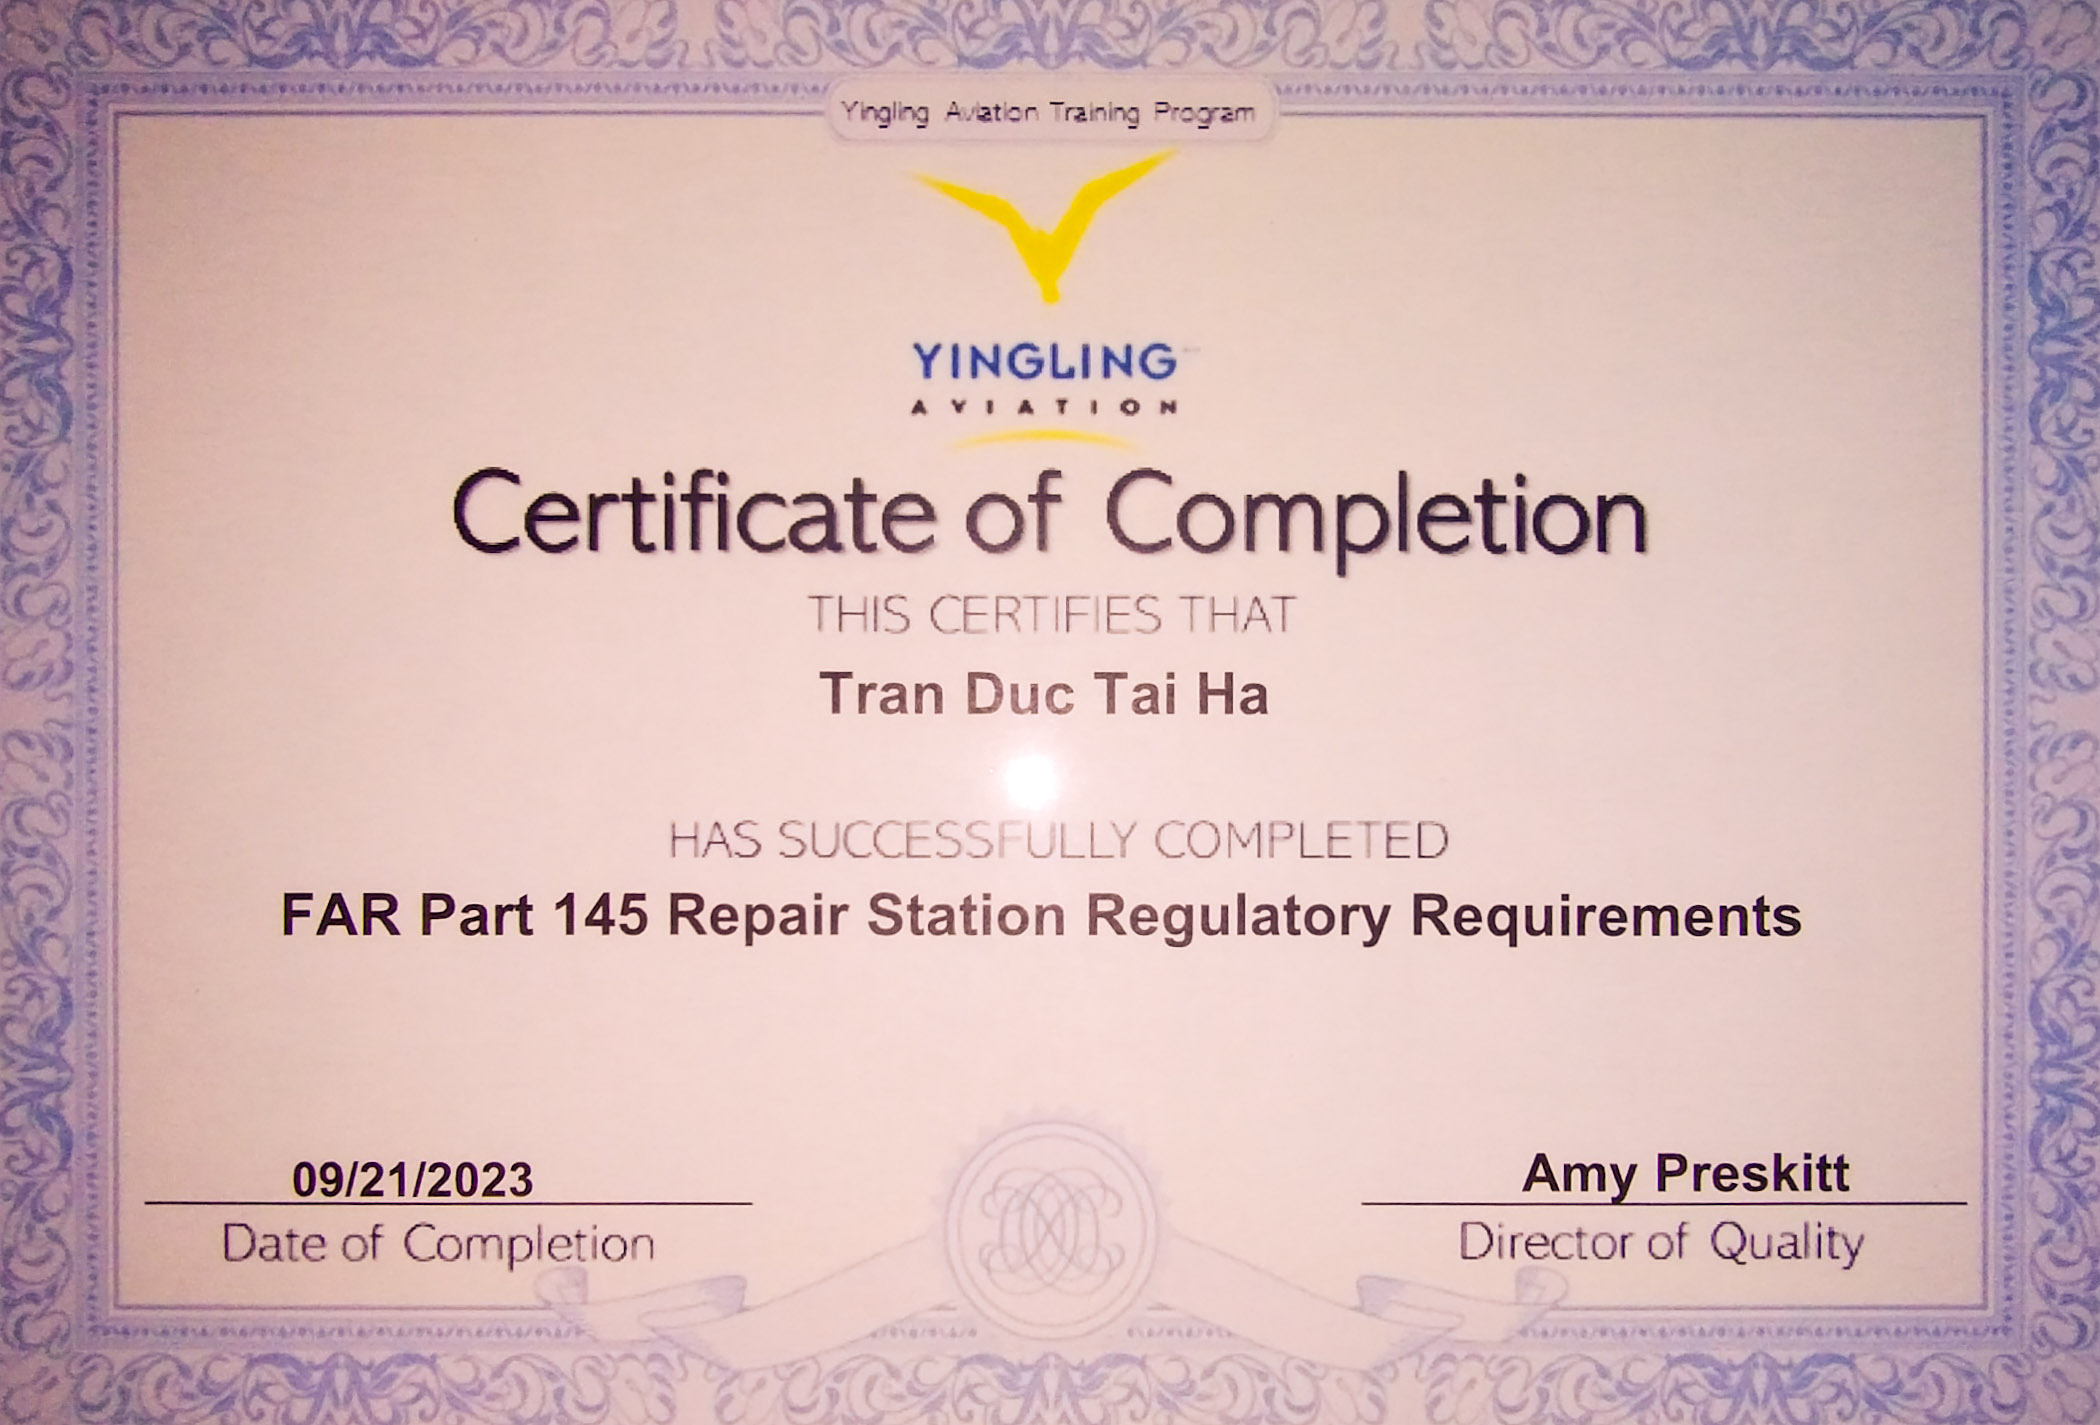 Yingling Aviation Training Program
YINGLING
AVIATION
Certificate of Completion
THIS CERTIFIES THAT
Tran Duc Tai Ha
HAS SUCCESSFULLY COMPLETED
FAR Part 145 Repair Station Regulatory Requirements
09/21/2023
Date of Completion
Amy Preskitt
Director of Quality